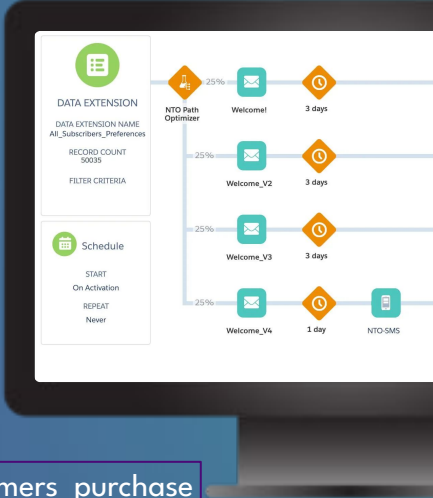 DATA EXTENSION
DATA EXTENSION NAME
All_Subscribers_Preferences
RECORD COUNT
50035
FILTER CRITERIA
Schedule
START
On Activation
REPEAT
Never
NTO Path
Optimizer
25%
Welcome!
3 days
25%
Welcome_V2
3 days
25%
Welcome_V3
3 days
25%
Welcome_V4
1 day
NTO-SMS
purchase